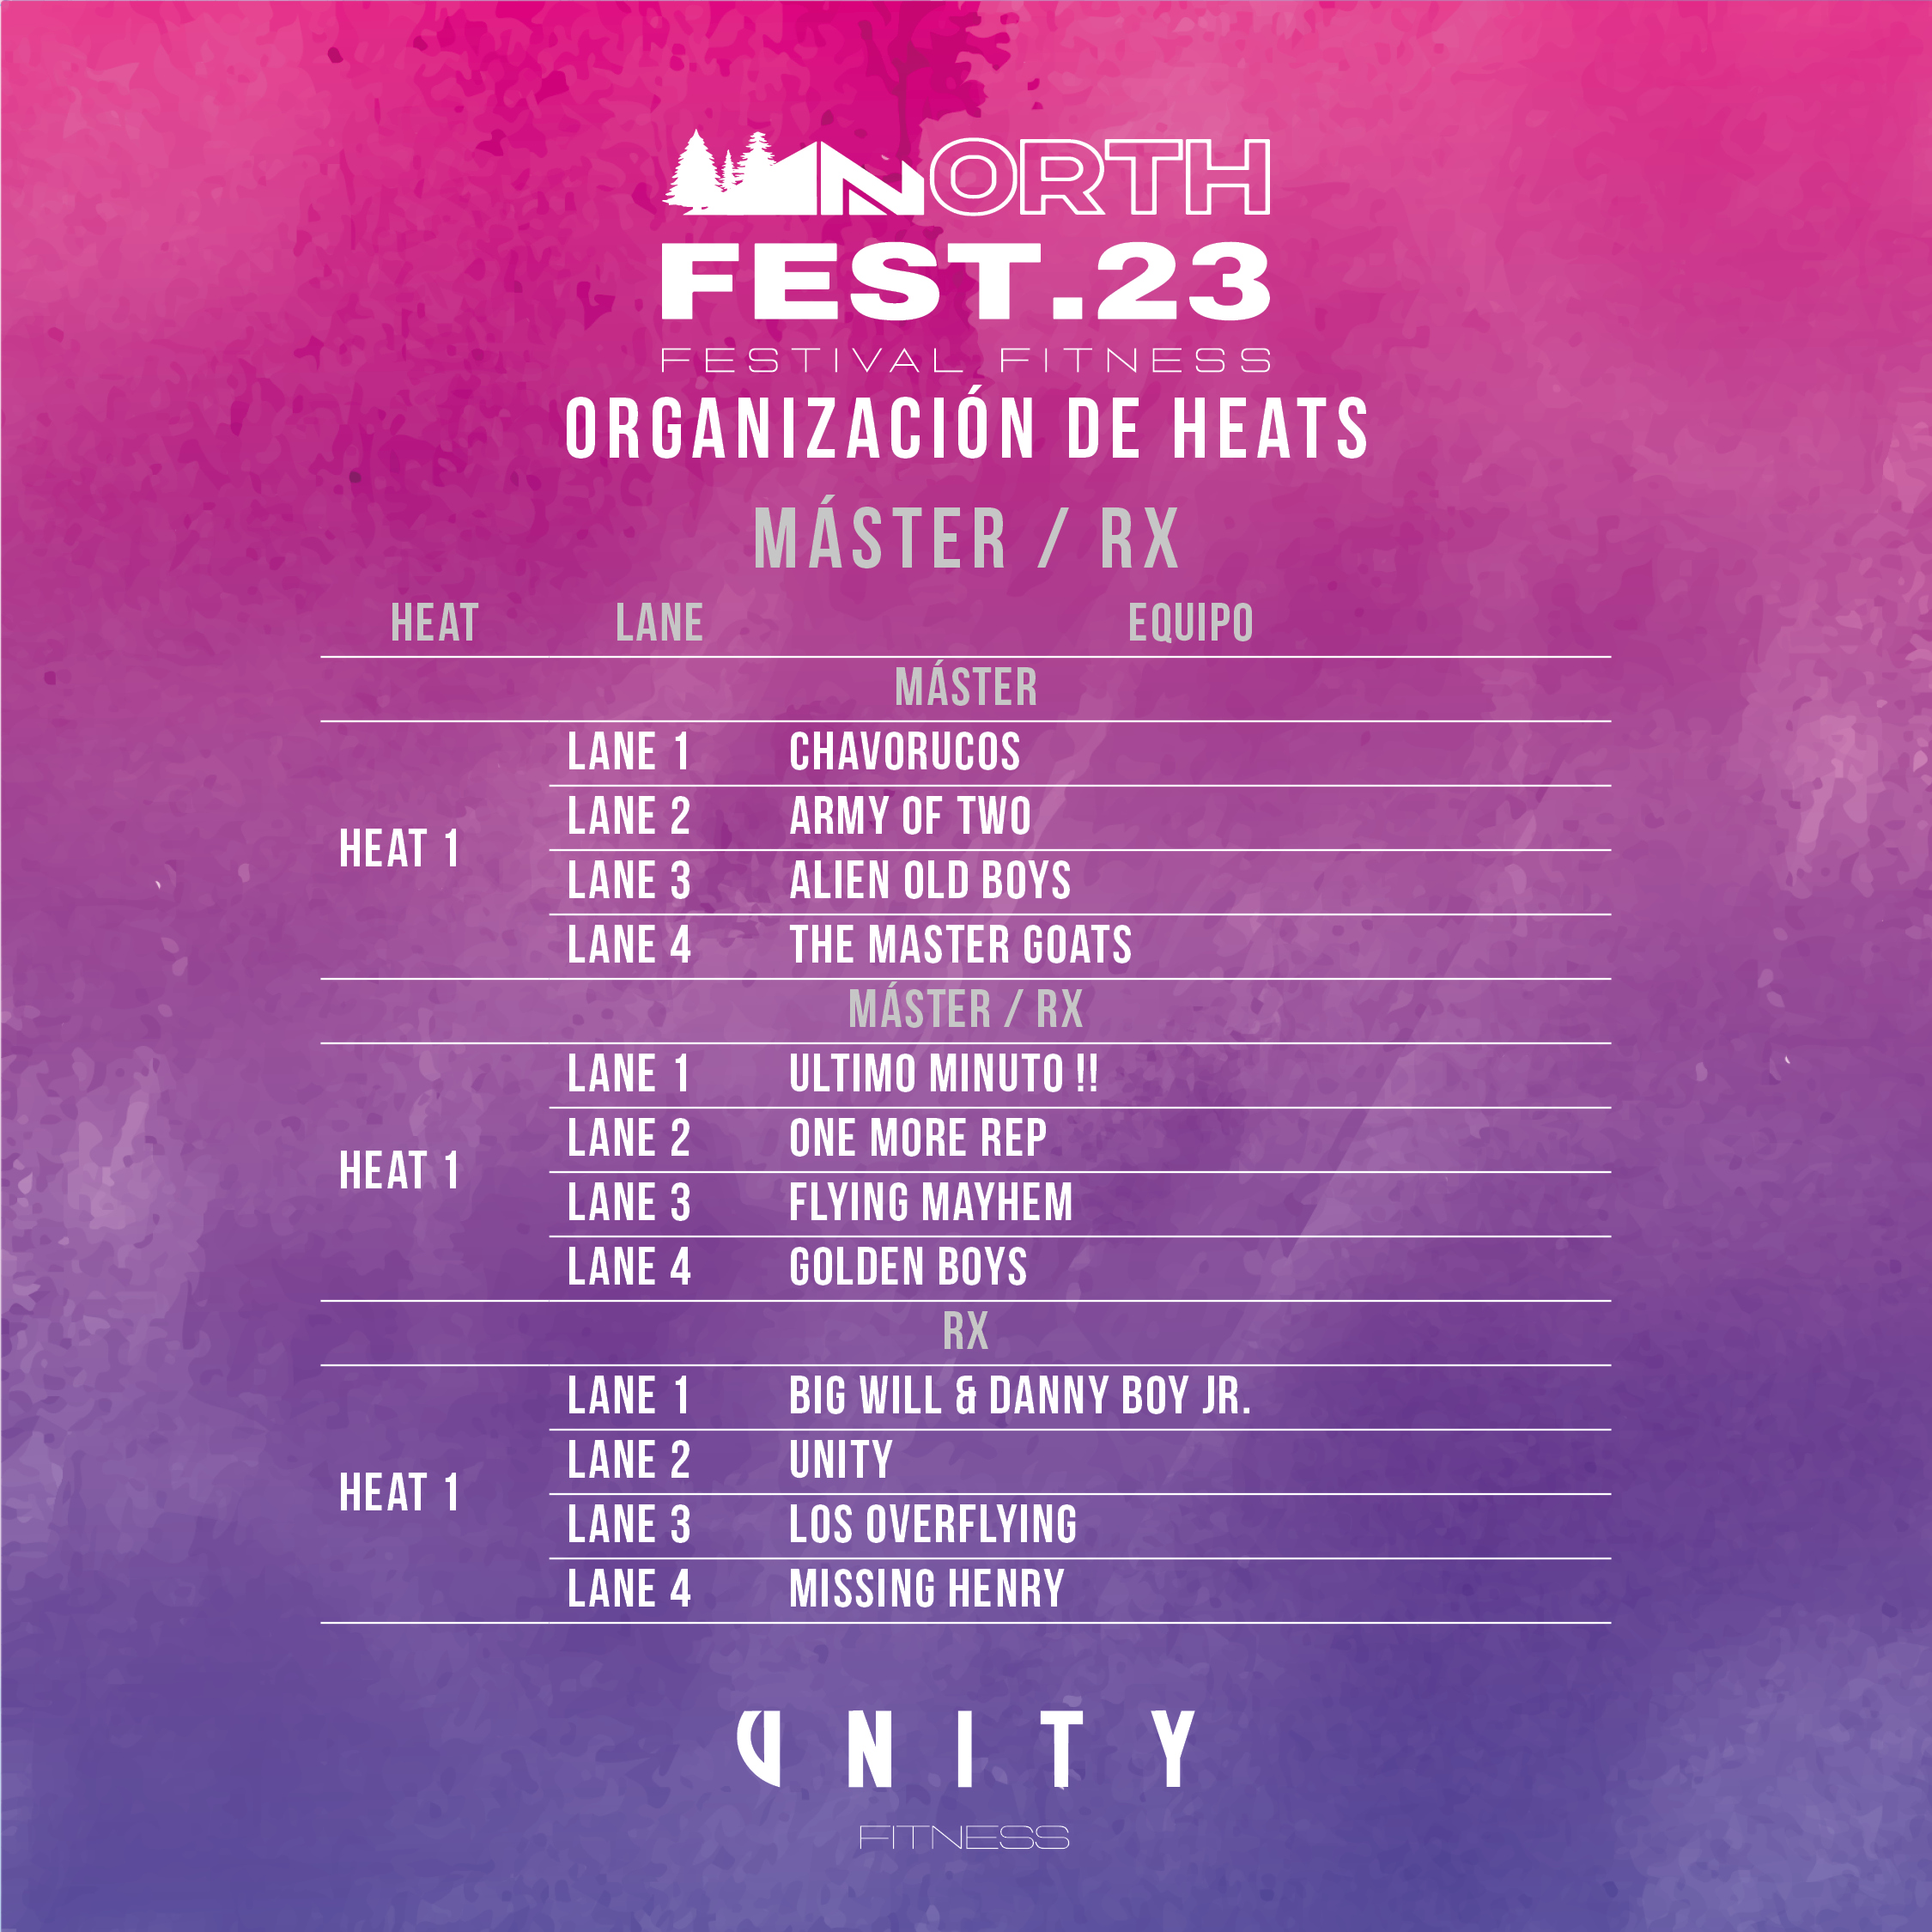 NORTH
FEST.23
FESTIVAL FITNESS
ORGANIZACIÓN DE HEATS
MÁSTER / RX
HEAT LANE EQUIPO
MÁSTER
HEAT 1
LANE 1 CHAVORUCOS
LANE 2 ARMY OF TWO
LANE 3 ALIEN OLD BOYS
LANE 4 THE MASTER GOATS
MÁSTER / RX
HEAT 1
LANE 1 ULTIMO MINUTO !!
LANE 2 ONE MORE REP
LANE 3 FLYING MAYHEM
LANE 4 GOLDEN BOYS
RX
HEAT 1
LANE 1 BIG WILL & DANNY BOY JR.
LANE 2 UNITY
LANE 3 LOS OVERFLYING
LANE 4 MISSING HENRY
UNITY
FITNESS